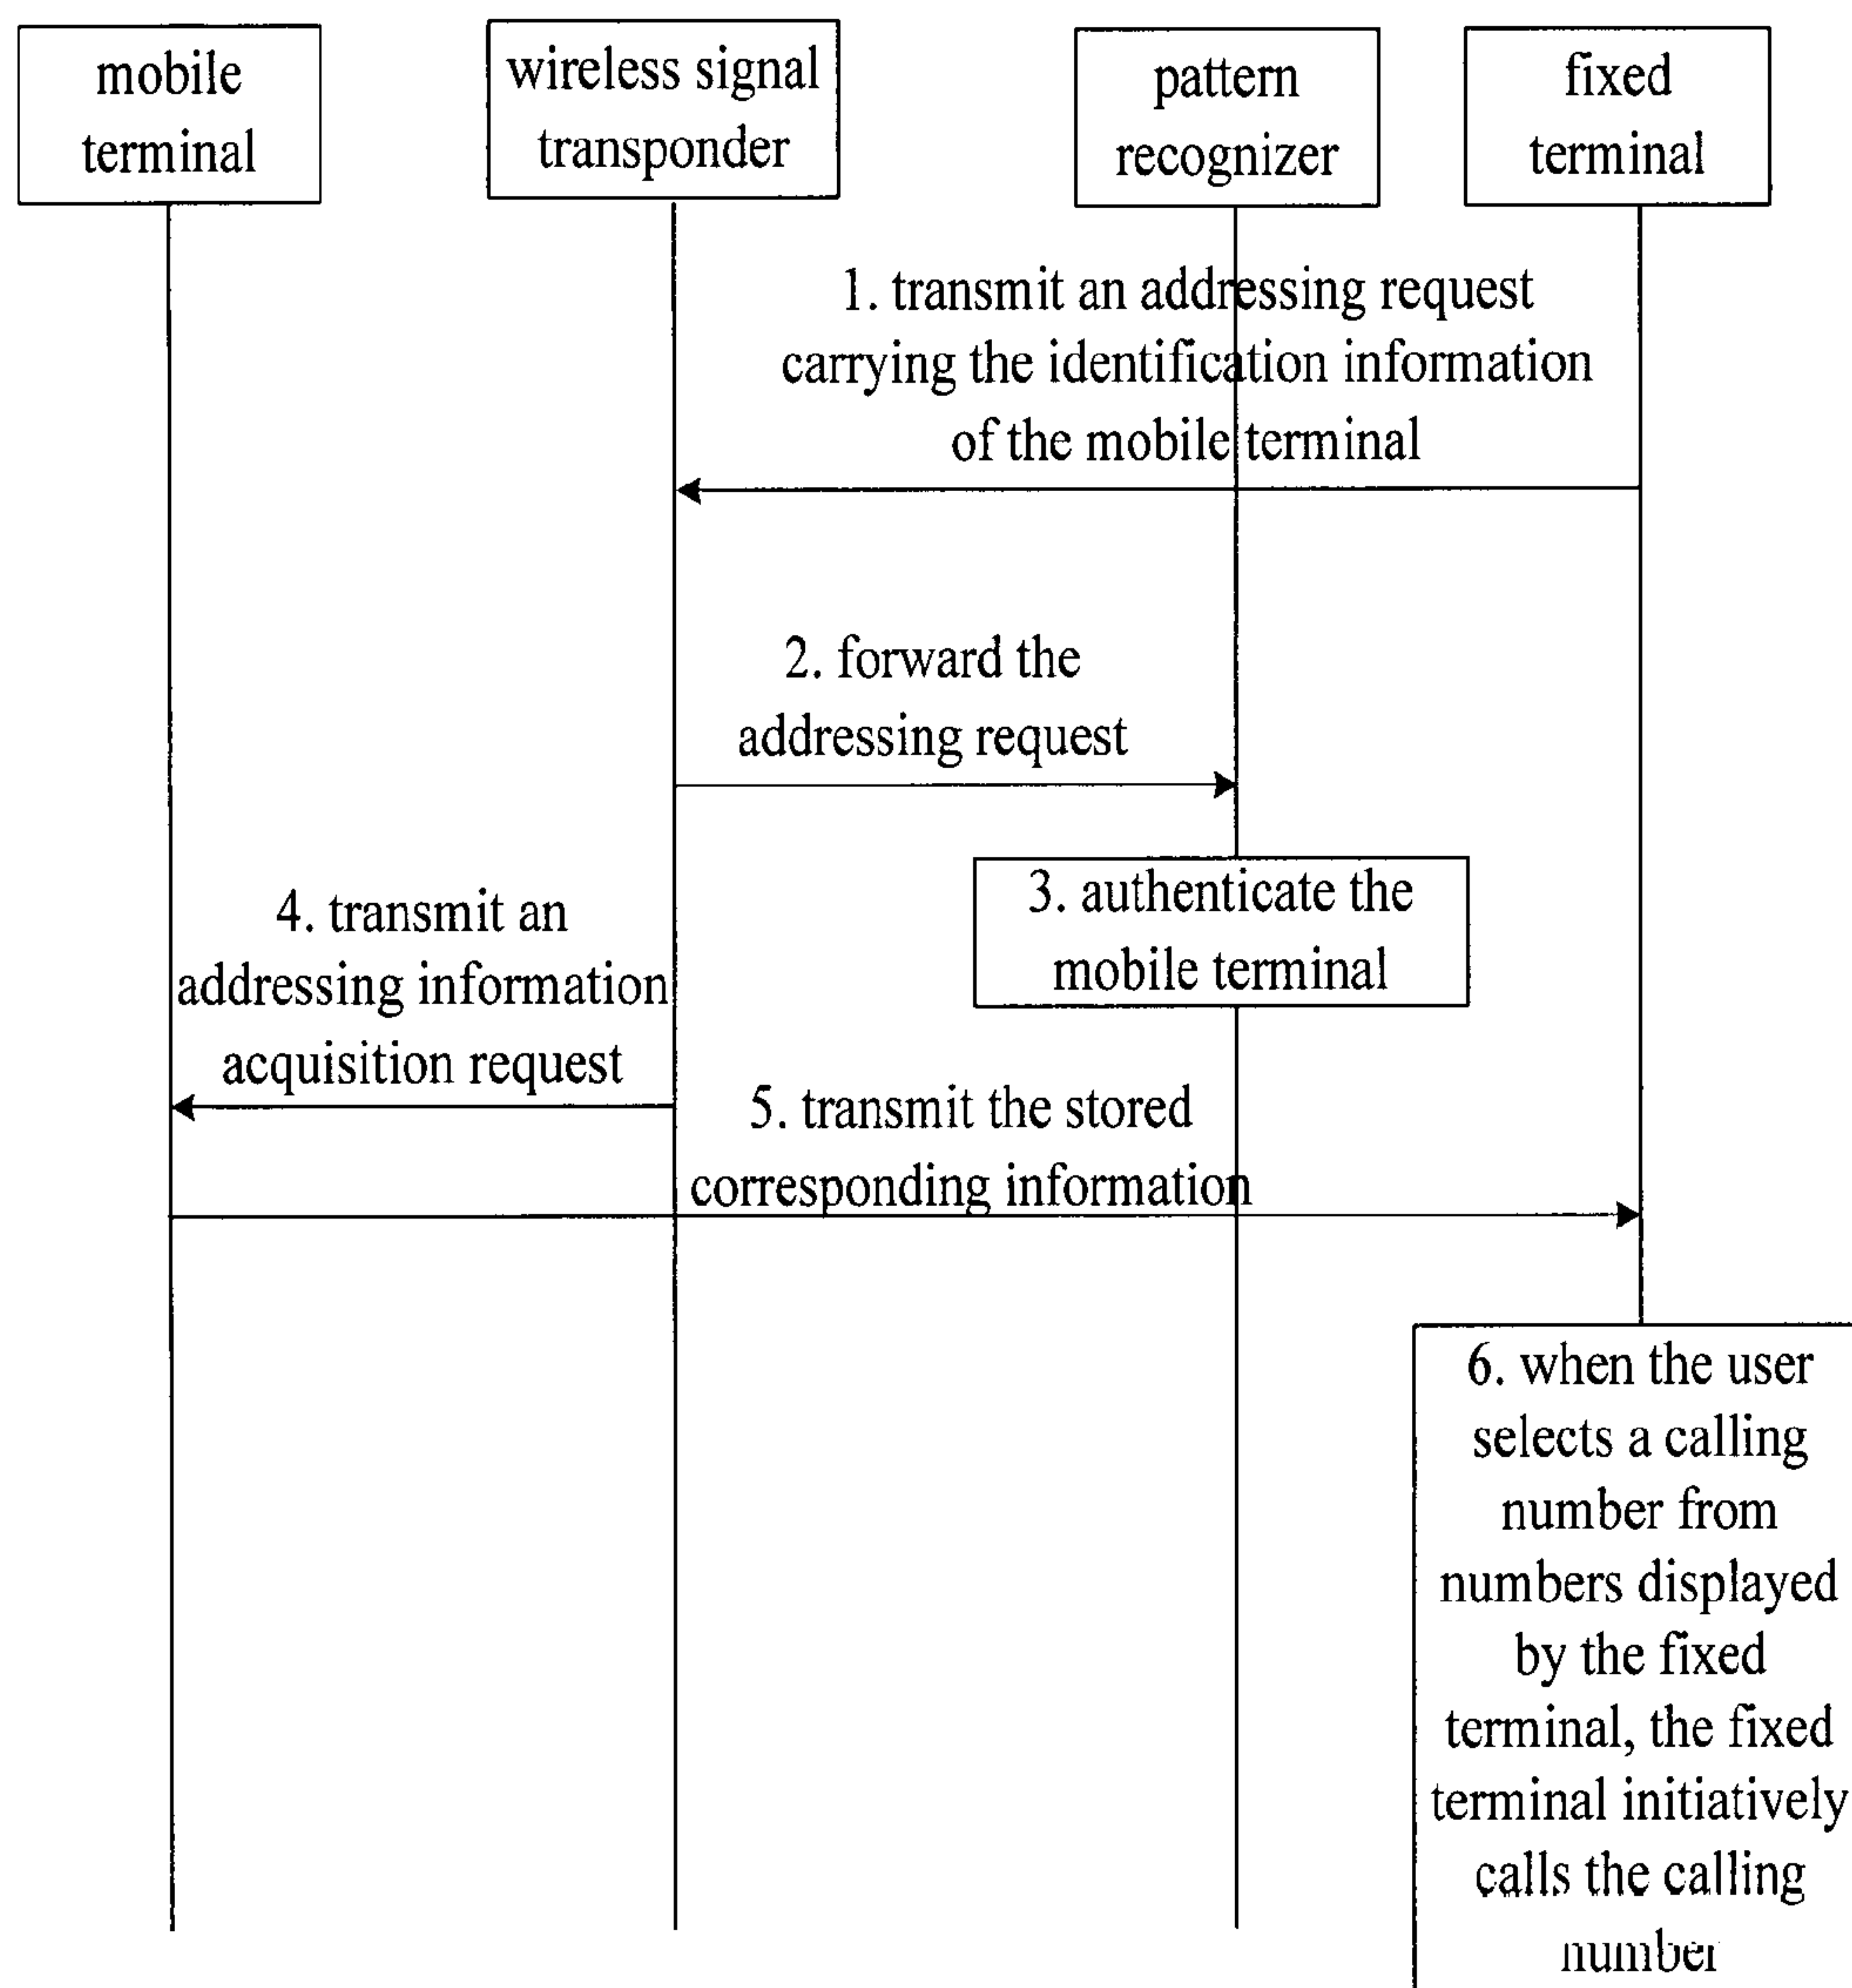 mobile
terminal
wireless signal
transponder
pattern
recognizer
fixed
terminal
1. transmit an addressing request
carrying the identification information
of the mobile terminal
2. forward the
addressing request
3. authenticate the
mobile terminal
4. transmit an
addressing information
acquisition request
5. transmit the stored
corresponding information
6. when the user
selects a calling
number from
numbers displayed
by the fixed
terminal, the fixed
terminal initiatively
calls the calling
number